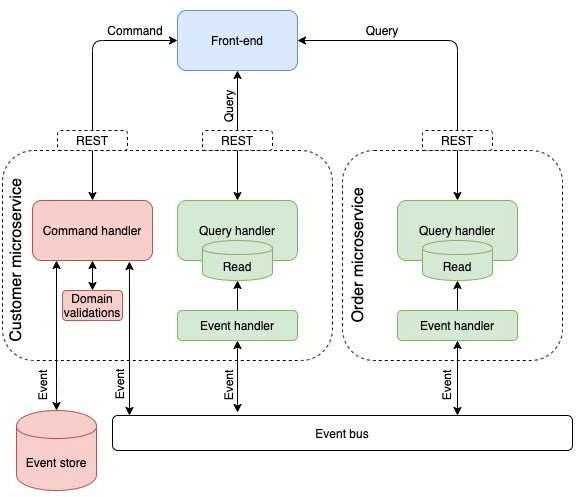 Command
Front-end
Query
Query
REST
REST
REST
Customer microservice
Command handler
Query handler
Read
Domain
validations
Event handler
Order microservice
Query handler
Read
Event handler
Event
Event
Event
Event
Event bus
Event store